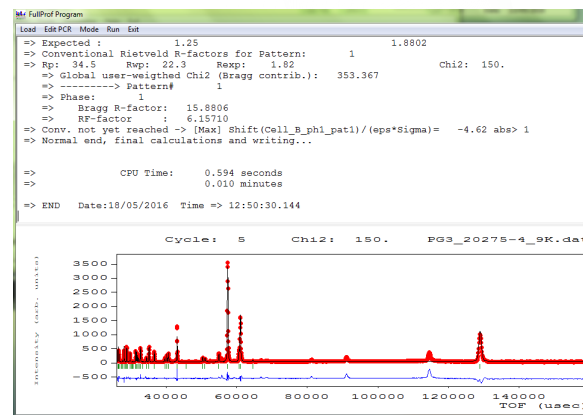 FullProf Program
Load Edit PCR Mode Run Exit
=> Expected : 1.25 1.8802
=> Conventional Rietveld R-factors for Pattern: 1
=> Rp: 34.5 Rwp: 22.3 Rexp: 1.82 Chi2: 150.
=> Global user-weigthed Chi2 (Bragg contrib.): 353.367
=> ---------> Pattern# 1
=> Phase: 1
=> Bragg R-factor: 15.8806
=> RF-factor : 6.15710
=> Conv. not yet reached -> [Max] Shift(Cell_B_ph1_pat1)/(eps*Sigma)= -4.62 abs> 1
=> Normal end, final calculations and writing...
=> CPU Time: 0.594 seconds
=> 0.010 minutes
=> END Date:18/05/2016 Time => 12:50:30.144
Cycle: 5 Chi2: 150. PG3_20275-4_9K.da
Intensity (arb. units)
3500
3000
2500
2000
1500
1000
500
0
-500
40000 60000 80000 100000 120000 140000
TOF (usec)